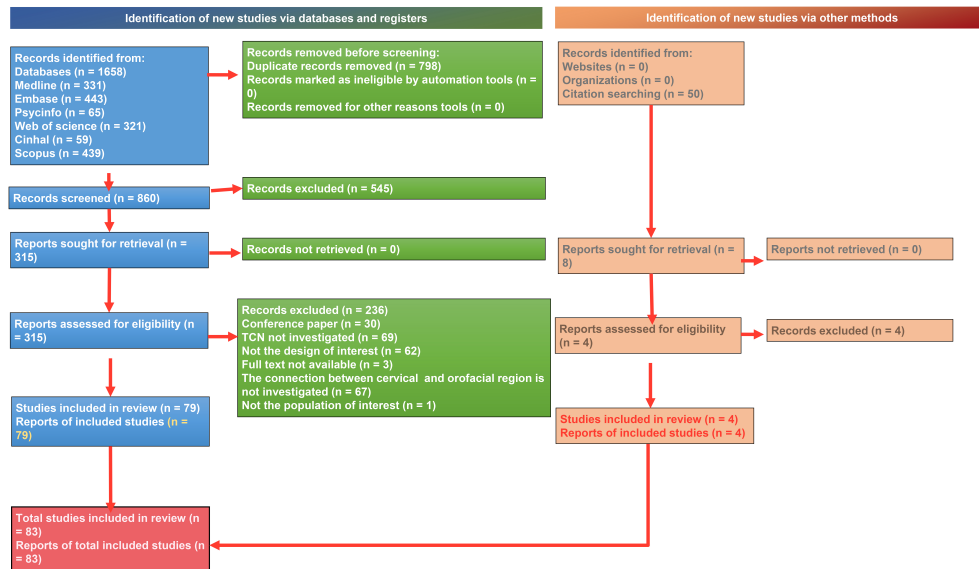 Identification of new studies via databases and registers
Identification of new studies via other methods
Records identified from:
Databases (n = 1658)
Medline (n = 331)
Embase (n = 443)
Psycinfo (n = 65)
Web of science (n = 321)
Cinhal (n = 59)
Scopus (n = 439)
Records removed before screening:
Duplicate records removed (n = 798)
Records marked as ineligible by automation tools (n =
0)
Records removed for other reasons tools (n = 0)
Records identified from:
Websites (n = 0)
Organizations (n = 0)
Citation searching (n = 50)
Records screened (n = 860)
Records excluded (n = 545)
Reports sought for retrieval (n =
315)
Records not retrieved (n = 0)
Reports sought for retrieval (n =
8)
Reports not retrieved (n = 0)
Reports assessed for eligibility (n
= 315)
Records excluded (n = 236)
Conference paper (n = 30)
TCN not investigated (n = 69)
Not the design of interest (n = 62)
Full text not available (n = 3)
The connection between cervical and orofacial region is
not investigated (n = 67)
Not the population of interest (n = 1)
Reports assessed for eligibility
(n = 4)
Records excluded (n = 4)
Studies included in review (n = 79)
Reports of included studies (n =
79)
Studies included in review (n = 4)
Reports of included studies (n = 4)
Total studies included in review (n
= 83)
Reports of total included studies (n
= 83)